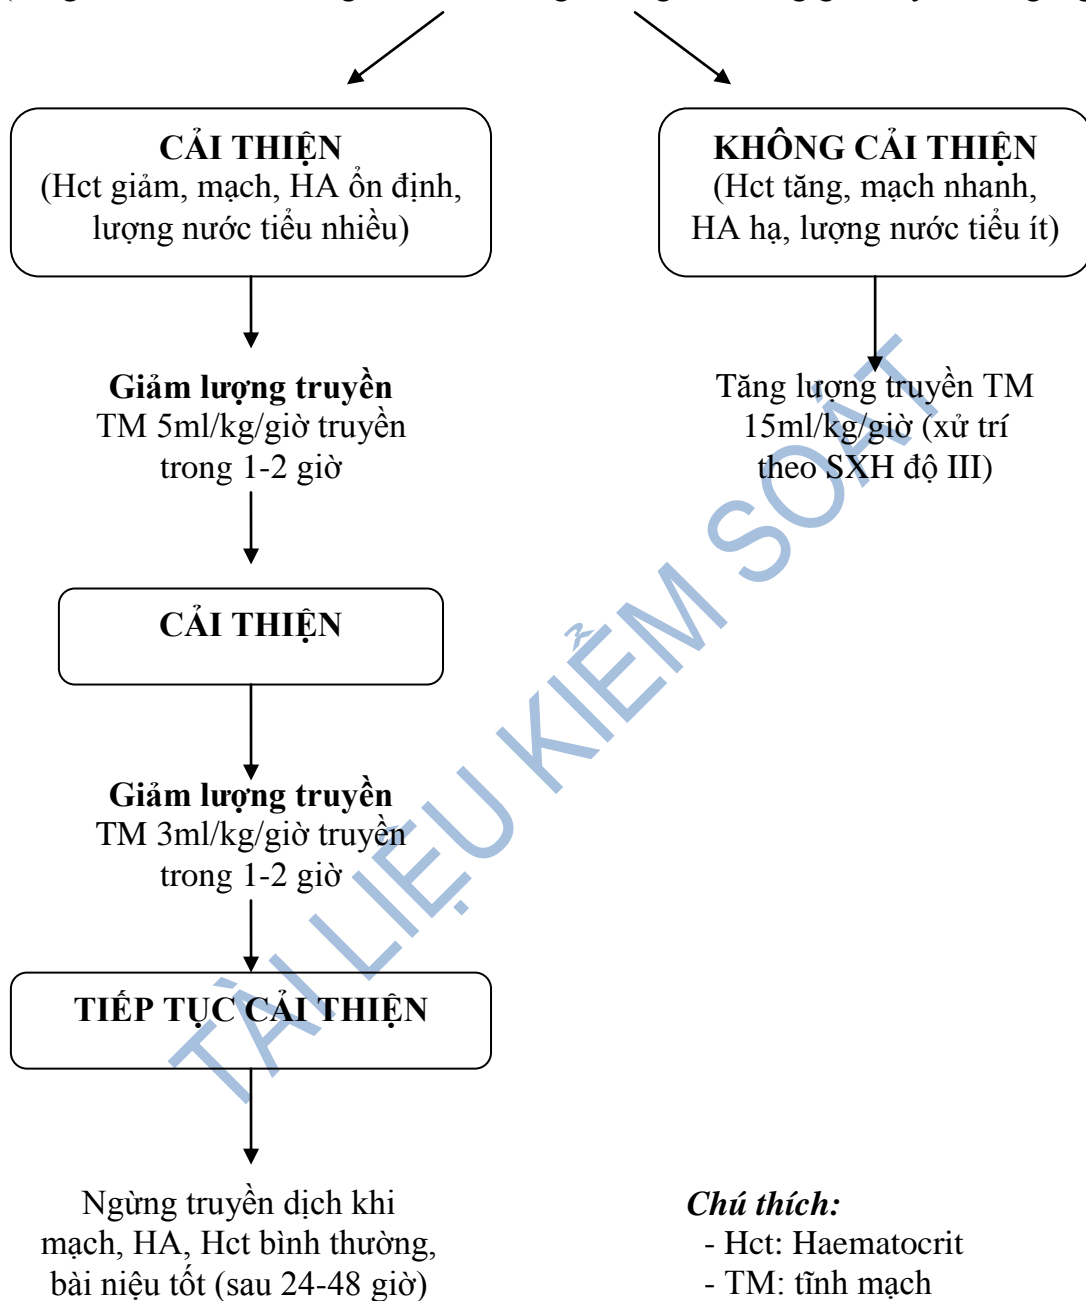 CẢI THIỆN
(Hct giảm, mạch, HA ổn định,
lượng nước tiểu nhiều)
KHÔNG CẢI THIỆN
(Hct tăng, mạch nhanh,
HA hạ, lượng nước tiểu ít)
Giảm lượng truyền
TM 5ml/kg/giờ truyền
trong 1-2 giờ
Tăng lượng truyền TM
15ml/kg/giờ (xử trí
theo SXH độ III)
CẢI THIỆN
Giảm lượng truyền
TM 3ml/kg/giờ truyền
trong 1-2 giờ
TIẾP TỤC CẢI THIỆN
Ngừng truyền dịch khi
mạch, HA, Hct bình thường,
bài niệu tốt (sau 24-48 giờ)
Chú thích:
- Hct: Haematocrit
- TM: tĩnh mạch
TÀI LIỆU KIỂM SOÁT